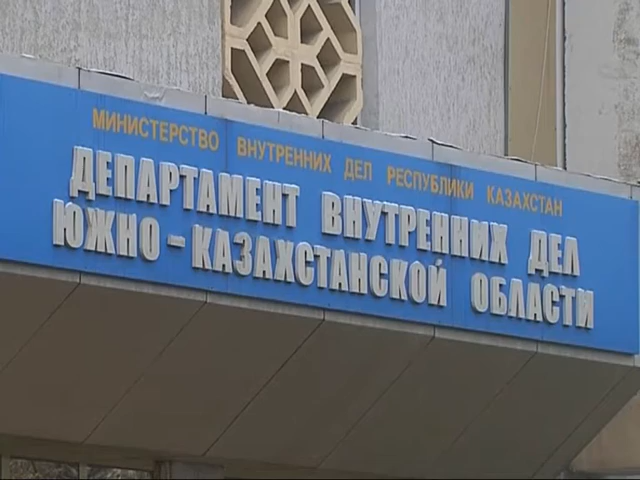 МИНИСТЕРСТВО ВНУТРЕННИХ ДЕЛ РЕСПУБЛИКИ КАЗАХСТАН
ДЕПАРТАМЕНТ ВНУТРЕННИХ ДЕЛ
ЮЖНО-КАЗАХСТАНСКОЙ ОБЛАСТИ